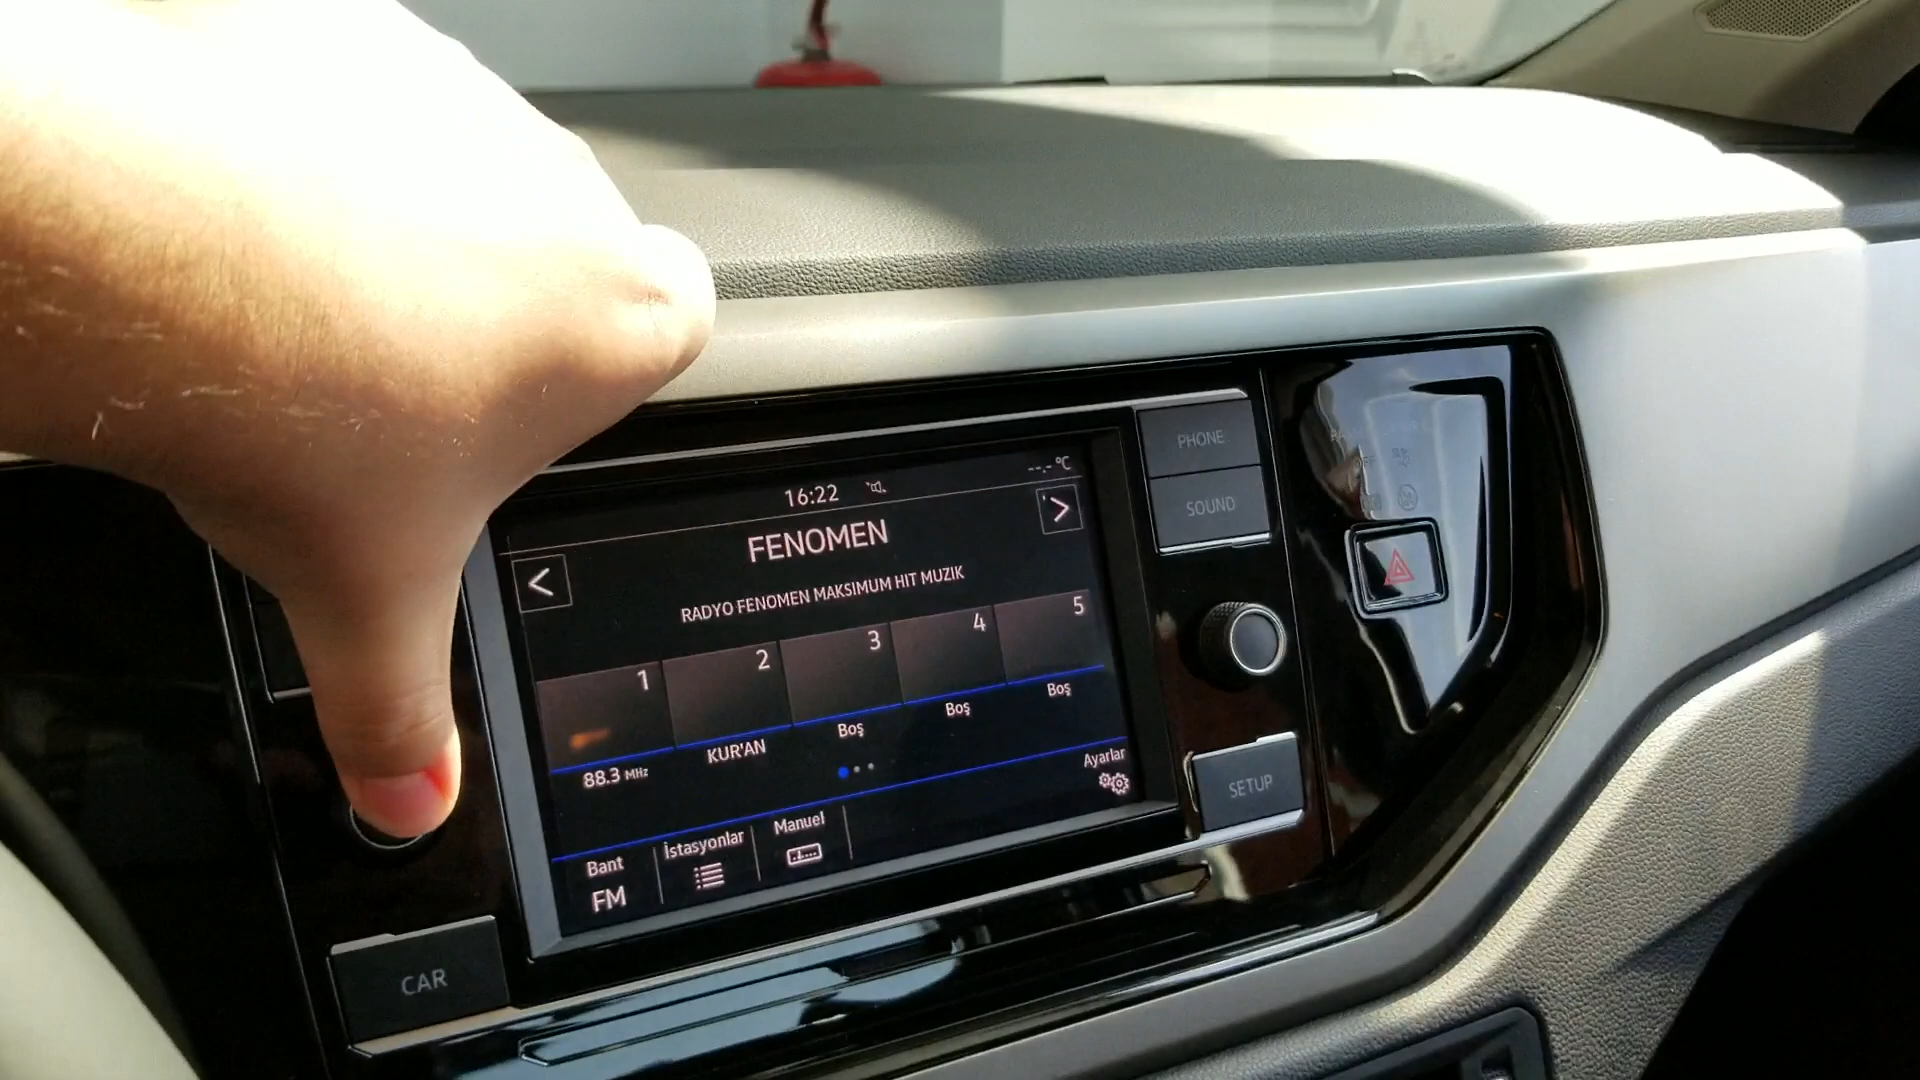 --.- °C
16:22
FENOMEN
RADYO FENOMEN MAKSIMUM HIT MUZIK
1 2 3 4 5
88.3 MHz KUR'AN Boş Boş Boş
Ayarlar
Bant İstasyonlar Manuel
FM
PHONE
SOUND
SETUP
CAR